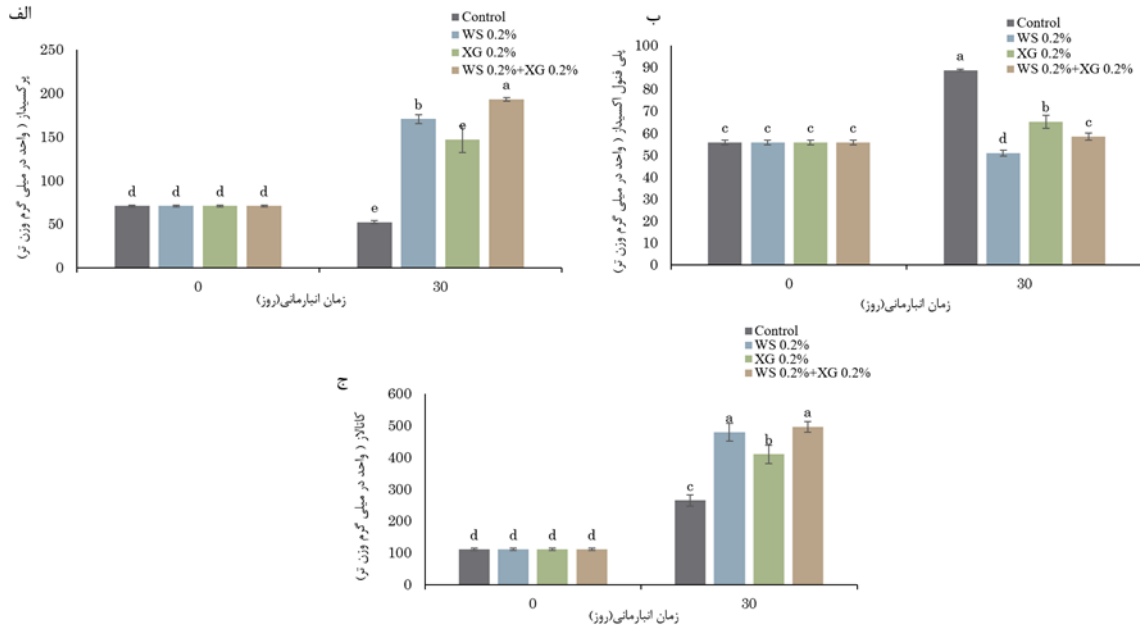 الف
Control
WS 0.2%
XG 0.2%
WS 0.2%+XG 0.2%
پرکسیداز ( واحد در میلی گرم وزن تر)
250
200
150
100
50
0
d d d d
e b e a
0 30
زمان انبارمانی(روز)
ب
Control
WS 0.2%
XG 0.2%
WS 0.2%+XG 0.2%
پلی فنول اکسیداز ( واحد در میلی گرم وزن تر)
100
90
80
70
60
50
40
30
20
10
0
c c c c
a d b c
0 30
زمان انبارمانی(روز)
ج
Control
WS 0.2%
XG 0.2%
WS 0.2%+XG 0.2%
کاتالاز ( واحد در میلی گرم وزن تر)
600
500
400
300
200
100
0
d d d d
c a b a
0 30
زمان انبارمانی(روز)